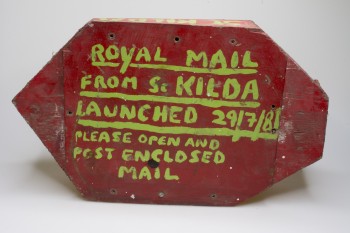 ROYAL MAIL
FROM St KILDA
LAUNCHED 29/7/81
PLEASE OPEN AND
POST ENCLOSED
MAIL